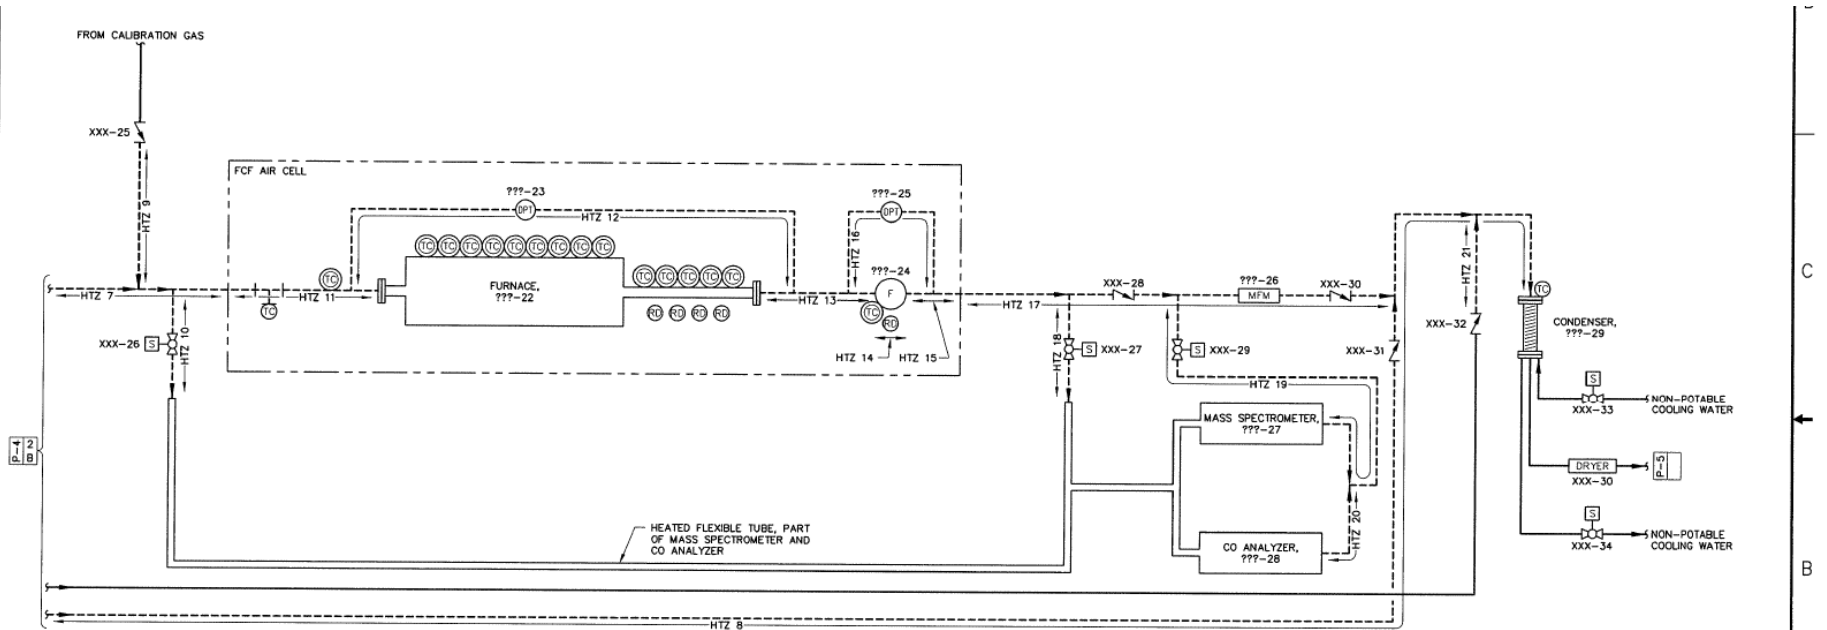 FROM CALIBRATION GAS
XXX-25
HTZ 9
FCF AIR CELL
???-23
DPT
HTZ 12
???-25
DPT
HTZ 16
TC TC TC TC TC TC TC TC TC
TC
TC TC TC TC TC
FURNACE,
???-22
RD RD RD RD
???-24
F
TC
RD
HTZ 7
HTZ 11
TC
HTZ 13
HTZ 14
HTZ 15
HTZ 17
XXX-26
S
HTZ 10
XXX-28
???-26
MFM
XXX-30
HTZ 21
C
TC
CONDENSER,
???-29
XXX-32
XXX-31
HTZ 18
S
XXX-27
S
XXX-29
HTZ 19
S
XXX-33
NON-POTABLE
COOLING WATER
MASS SPECTROMETER,
???-27
P-4
2
B
DRYER
XXX-30
P-5
HEATED FLEXIBLE TUBE, PART
OF MASS SPECTROMETER AND
CO ANALYZER
HTZ 20
CO ANALYZER,
???-28
S
XXX-34
NON-POTABLE
COOLING WATER
B
HTZ 8